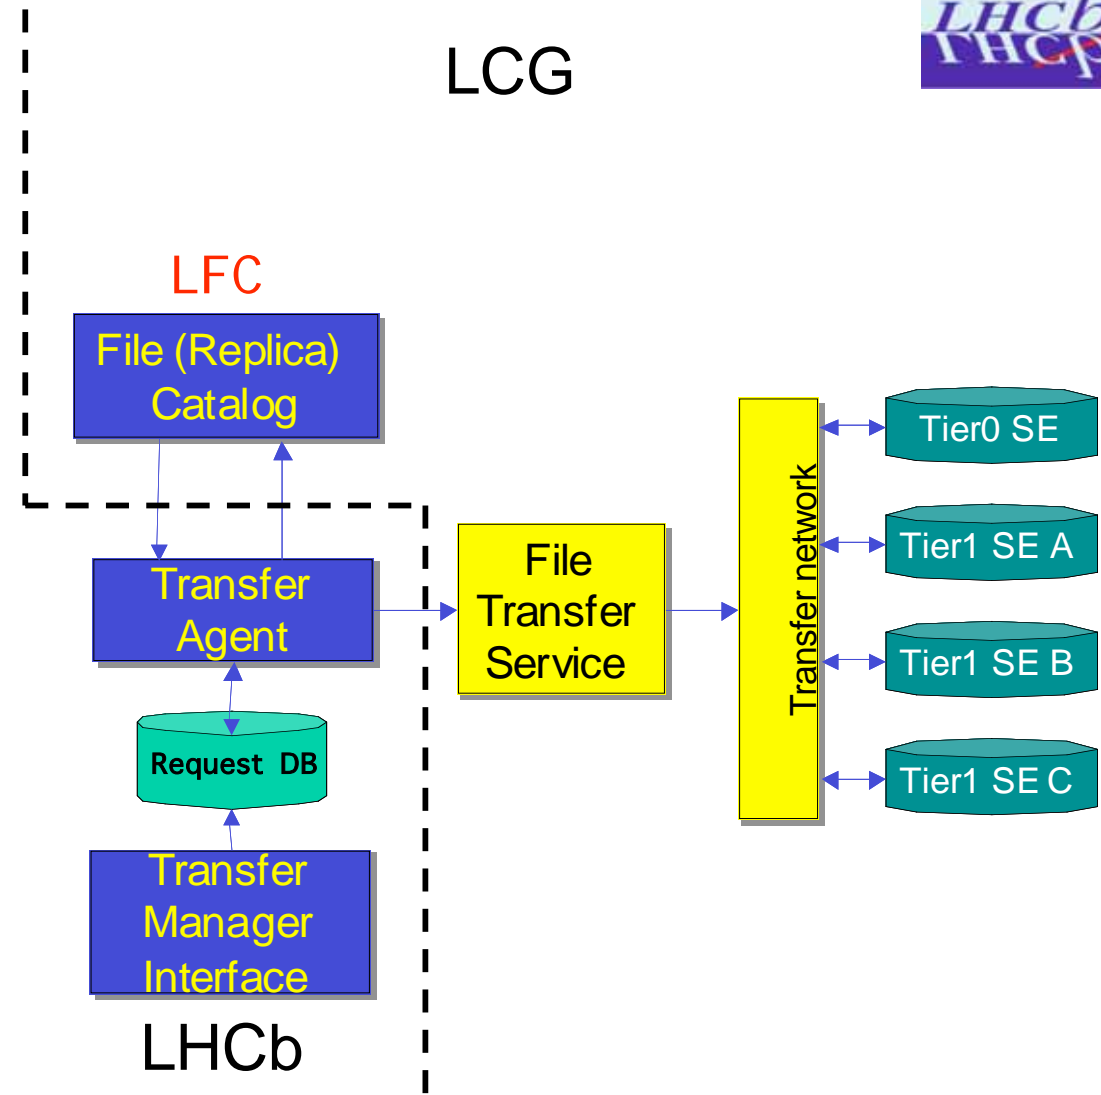 LHCb
LHCb
LCG
LFC
File (Replica)
Catalog
Transfer
Agent
Request DB
Transfer
Manager
Interface
LHCb
File
Transfer
Service
Transfer network
Tier0 SE
Tier1 SE A
Tier1 SE B
Tier1 SE C